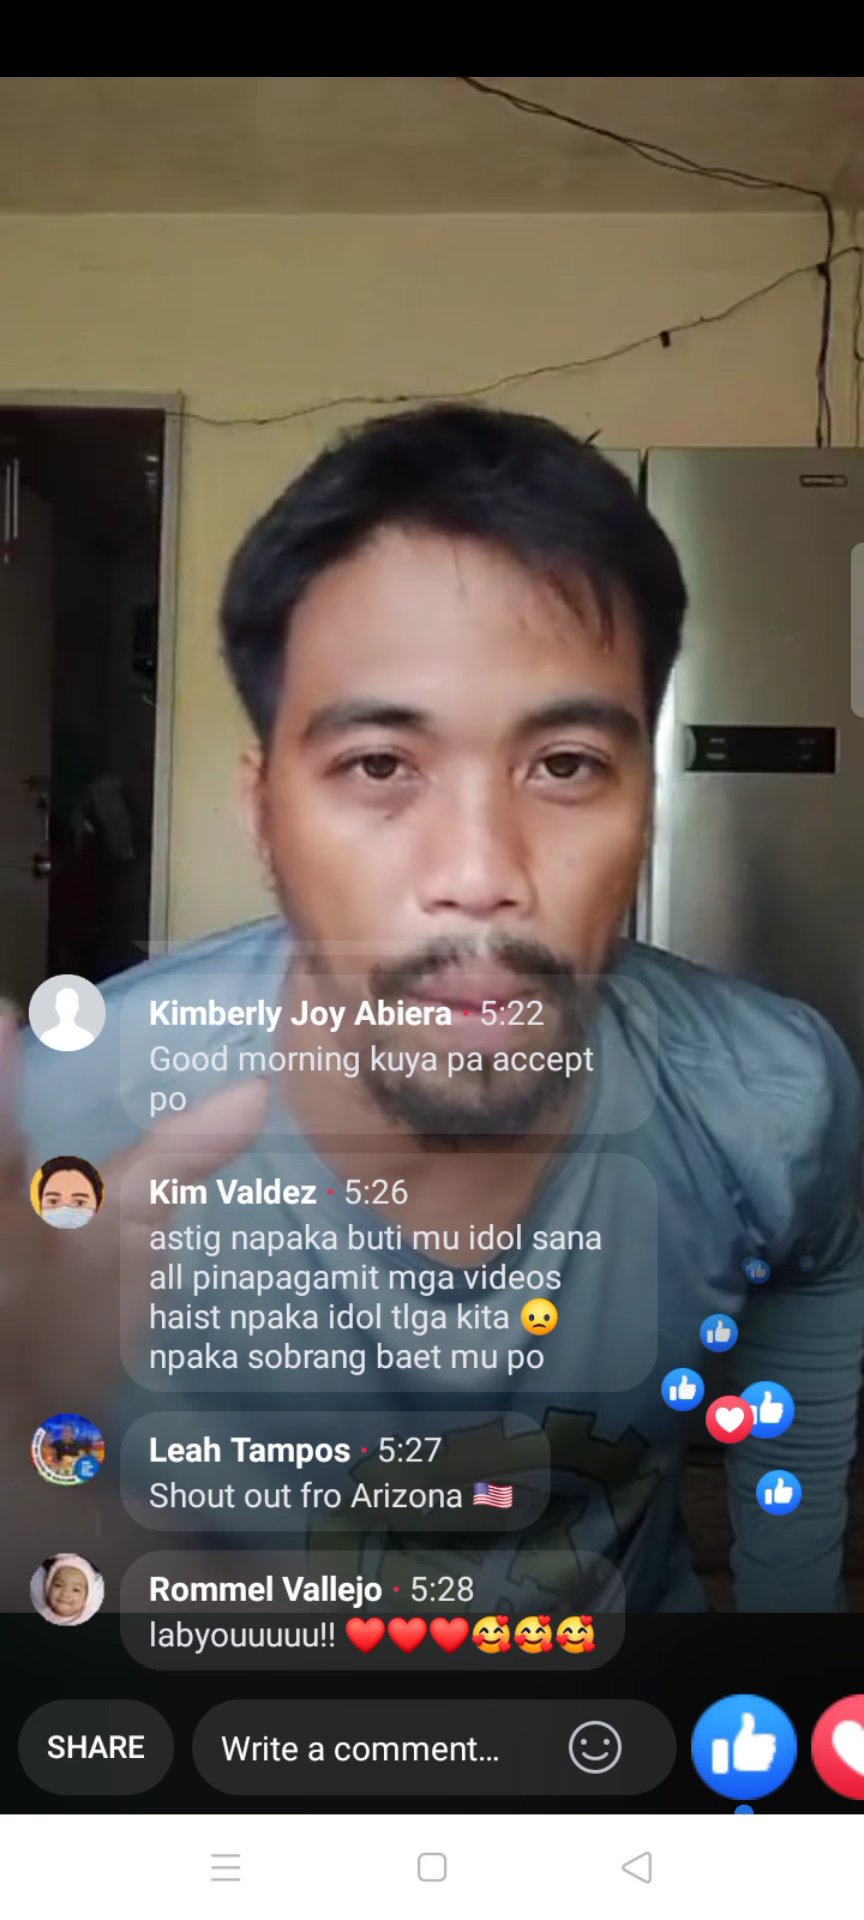 Kimberly Joy Abiera · 5:22
Good morning kuya pa accept
po
Kim Valdez · 5:26
astig napaka buti mu idol sana
all pinapagamit mga videos
haist npaka idol tlga kita 🙁
npaka sobrang baet mu po
Leah Tampos · 5:27
Shout out fro Arizona 🇺🇸
Rommel Vallejo · 5:28
labyouuuuu!! ❤️❤️❤️🥰🥰🥰
SHARE
Write a comment...